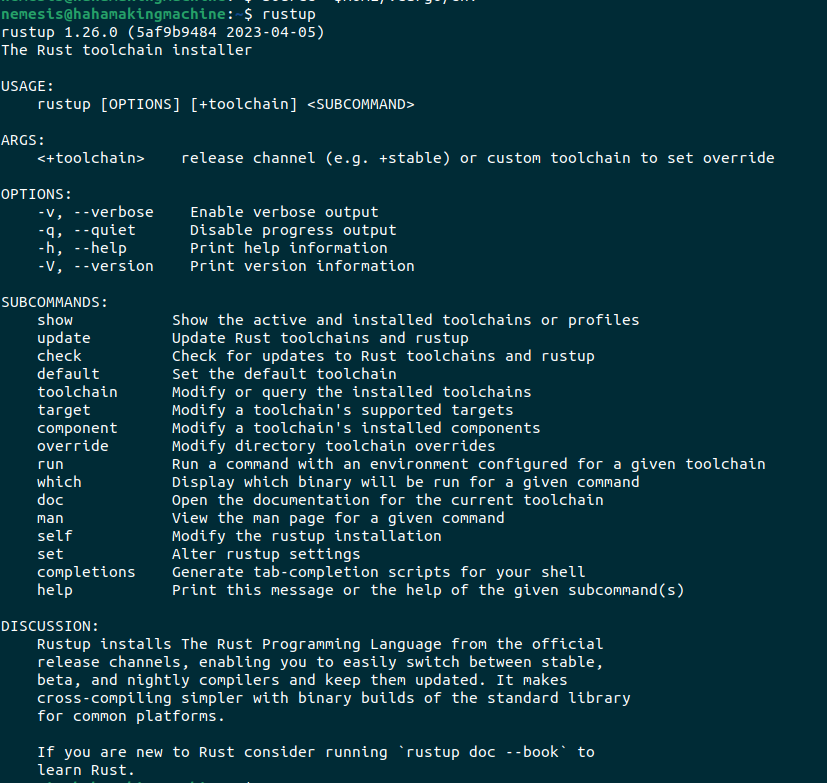 nemesis@hahamakingmachine:~$ rustup
rustup 1.26.0 (5af9b9484 2023-04-05)
The Rust toolchain installer

USAGE:
    rustup [OPTIONS] [+toolchain] <SUBCOMMAND>

ARGS:
    <+toolchain>    release channel (e.g. +stable) or custom toolchain to set override

OPTIONS:
    -v, --verbose    Enable verbose output
    -q, --quiet      Disable progress output
    -h, --help       Print help information
    -V, --version    Print version information

SUBCOMMANDS:
    show           Show the active and installed toolchains or profiles
    update         Update Rust toolchains and rustup
    check          Check for updates to Rust toolchains and rustup
    default        Set the default toolchain
    toolchain      Modify or query the installed toolchains
    target         Modify a toolchain's supported targets
    component      Modify a toolchain's installed components
    override       Modify directory toolchain overrides
    run            Run a command with an environment configured for a given toolchain
    which          Display which binary will be run for a given command
    doc            Open the documentation for the current toolchain
    man            View the man page for a given command
    self           Modify the rustup installation
    set            Alter rustup settings
    completions    Generate tab-completion scripts for your shell
    help           Print this message or the help of the given subcommand(s)

DISCUSSION:
    Rustup installs The Rust Programming Language from the official
    release channels, enabling you to easily switch between stable,
    beta, and nightly compilers and keep them updated. It makes
    cross-compiling simpler with binary builds of the standard library
    for common platforms.

    If you are new to Rust consider running `rustup doc --book` to
    learn Rust.